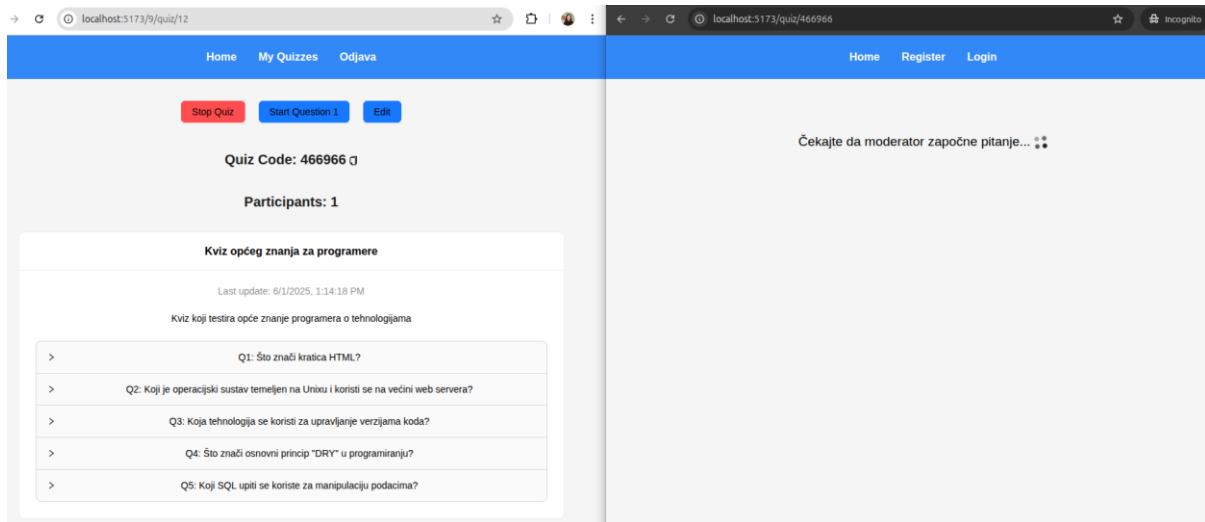 localhost:5173/9/quiz/12
Home My Quizzes Odjava
Stop Quiz Start Question 1 Edit
Quiz Code: 466966
Participants: 1
Kviz općeg znanja za programere
Last update: 6/1/2025, 1:14:18 PM
Kviz koji testira opće znanje programera o tehnologijama
Q1: Što znači kratica HTML?
Q2: Koji je operacijski sustav temeljen na Unixu i koristi se na većini web servera?
Q3: Koja tehnologija se koristi za upravljanje verzijama koda?
Q4: Što znači osnovni princip "DRY" u programiranju?
Q5: Koji SQL upiti se koriste za manipulaciju podacima?
localhost:5173/quiz/466966
Incognito
Home Register Login
Čekajte da moderator započne pitanje...